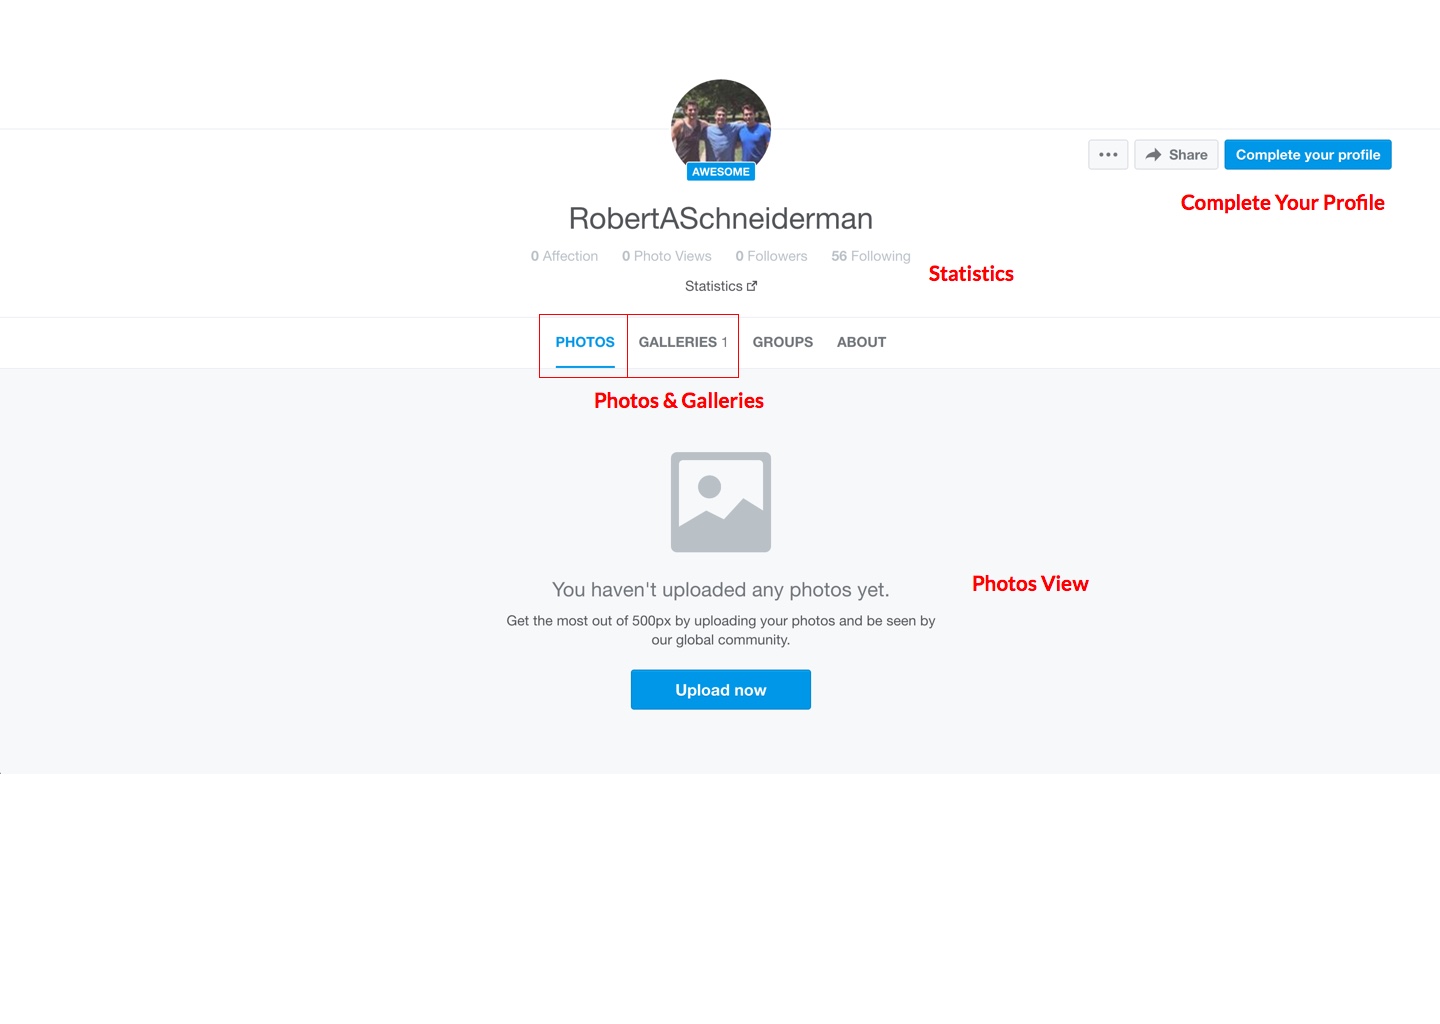 AWESOME
••• Share Complete your profile
Complete Your Profile
RobertASchneiderman
0 Affection 0 Photo Views 0 Followers 56 Following
Statistics
Statistics
PHOTOS GALLERIES 1 GROUPS ABOUT
Photos & Galleries
You haven't uploaded any photos yet.
Photos View
Get the most out of 500px by uploading your photos and be seen by
our global community.
Upload now